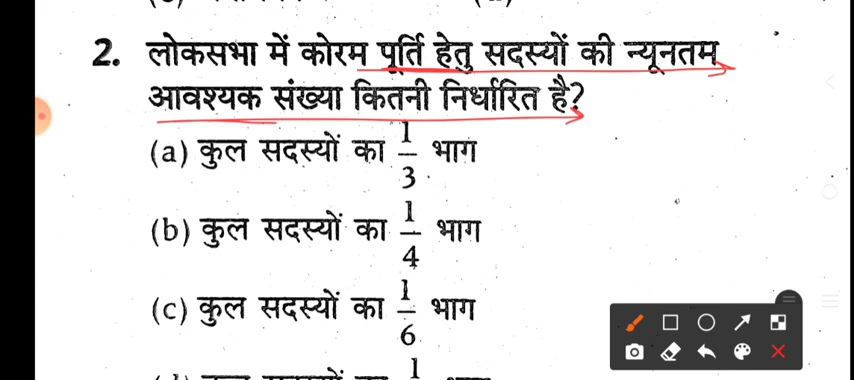 2. लोकसभा में कोरम पूर्ति हेतु सदस्यों की न्यूनतम
आवश्यक संख्या कितनी निर्धारित है?
(a) कुल सदस्यों का 1/3 भाग
(b) कुल सदस्यों का 1/4 भाग
(c) कुल सदस्यों का 1/6 भाग